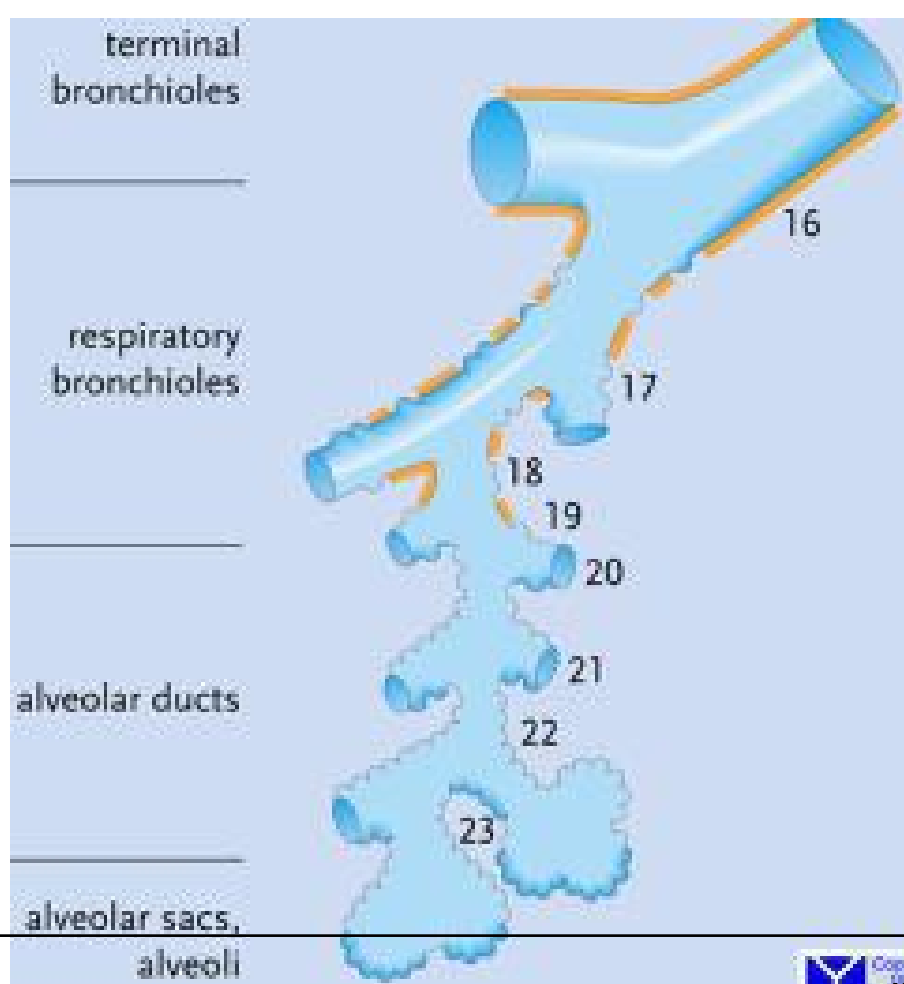 terminal
bronchioles
16
respiratory
bronchioles
17
18
19
20
21
alveolar ducts
22
23
alveolar sacs,
alveoli